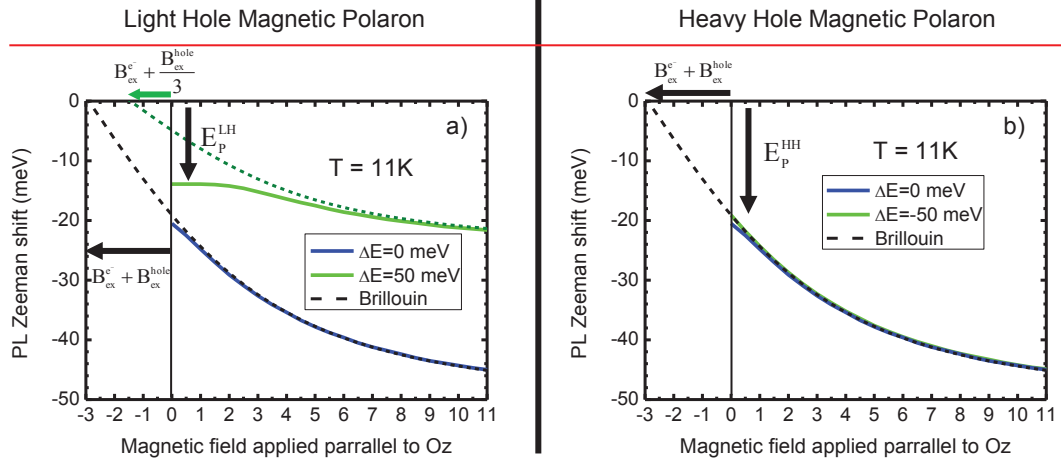 Light Hole Magnetic Polaron
B_ex^e- + B_ex^hole/3
a)
E_P^LH
T = 11K
B_ex^e- + B_ex^hole
ΔE=0 meV
ΔE=50 meV
Brillouin
PL Zeeman shift (meV)
0
-10
-20
-30
-40
-50
-3 -2 -1 0 1 2 3 4 5 6 7 8 9 10 11
Magnetic field applied parrallel to Oz
Heavy Hole Magnetic Polaron
B_ex^e- + B_ex^hole
b)
E_P^HH
T = 11K
ΔE=0 meV
ΔE=-50 meV
Brillouin
PL Zeeman shift (meV)
0
-10
-20
-30
-40
-50
-3 -2 -1 0 1 2 3 4 5 6 7 8 9 10 11
Magnetic field applied parrallel to Oz